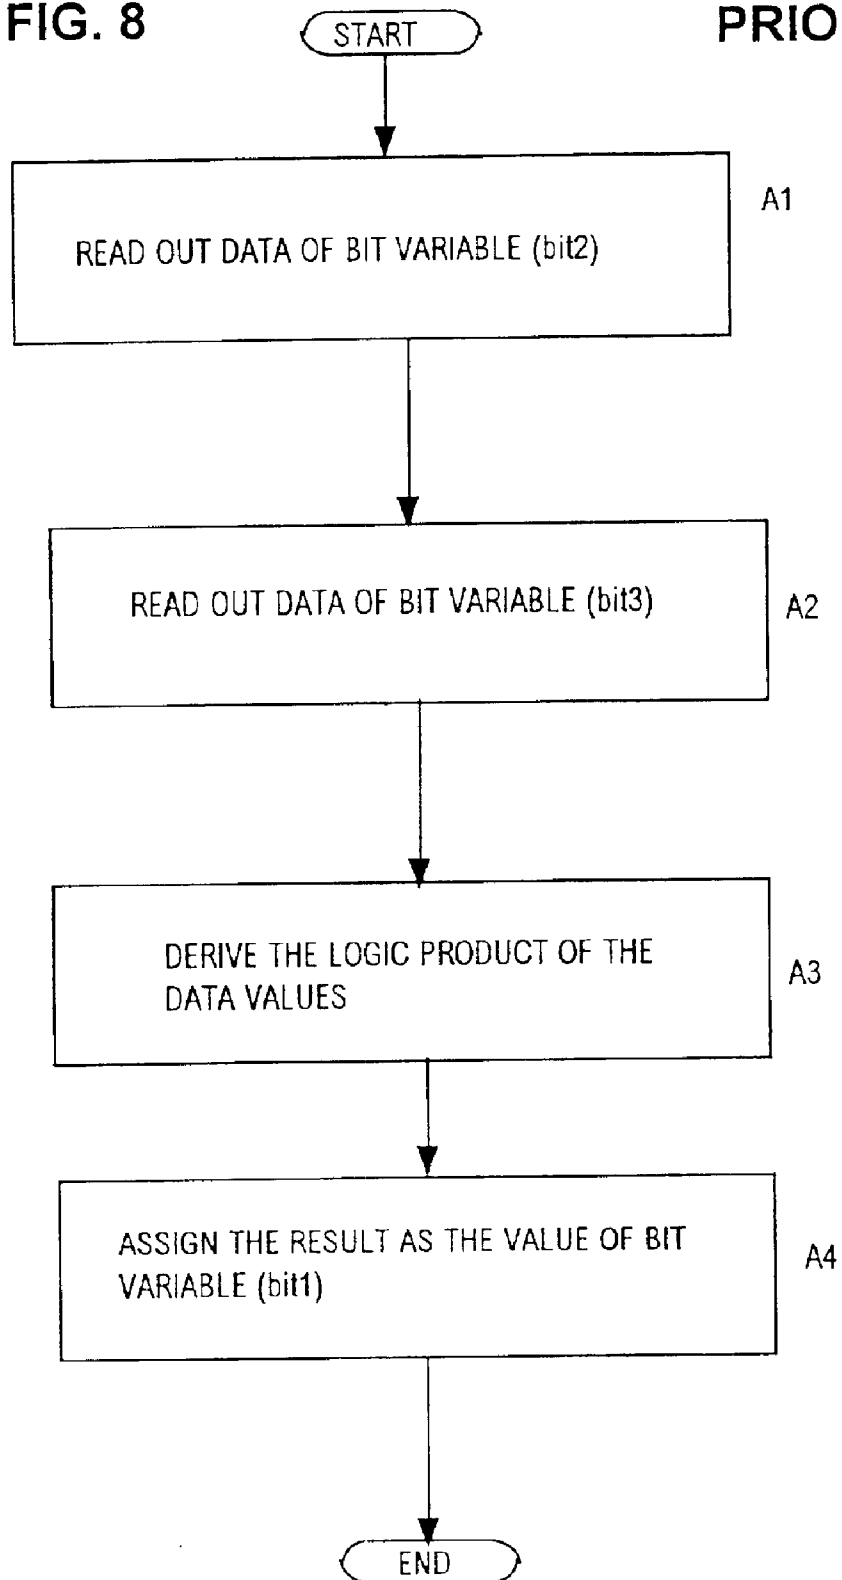 FIG. 8
START
PRIO
READ OUT DATA OF BIT VARIABLE (bit2)
A1
READ OUT DATA OF BIT VARIABLE (bit3)
A2
DERIVE THE LOGIC PRODUCT OF THE
DATA VALUES
A3
ASSIGN THE RESULT AS THE VALUE OF BIT
VARIABLE (bit1)
A4
END